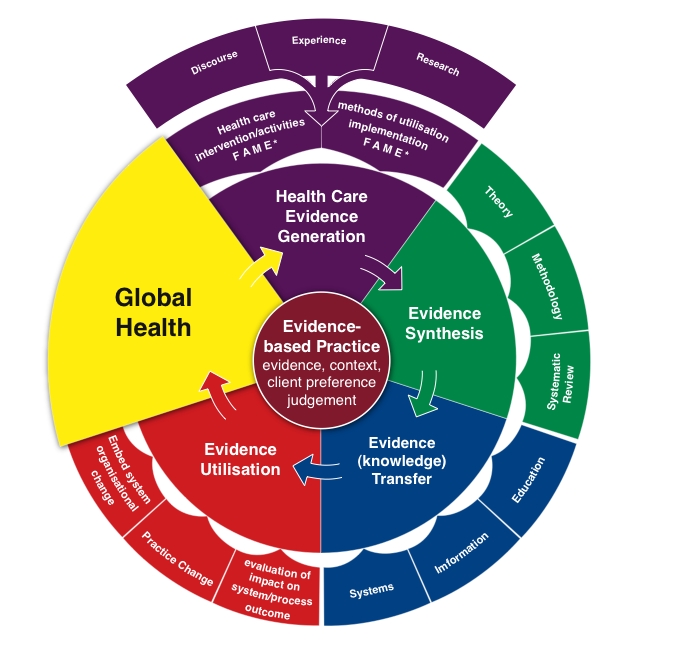 Discourse
Experience
Research
Health care
intervention/activities
F A M E *
methods of utilisation
implementation
F A M E *
Health Care
Evidence
Generation
Theory
Methodology
Systematic
Review
Evidence
Synthesis
Global
Health
Evidence-
based Practice
evidence, context,
client preference
judgement
Evidence
(knowledge)
Transfer
Education
Imformation
Systems
Evidence
Utilisation
evaluation of
impact on
system/process
outcome
Practice Change
Embed system
organisational
change